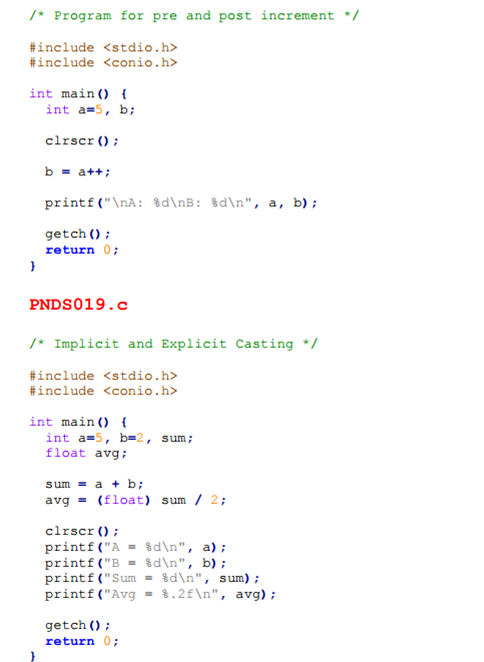 /* Program for pre and post increment */
#include <stdio.h>
#include <conio.h>
int main() {
int a=5, b;
clrscr();
b = a++;
printf("\nA: %d\nB: %d\n", a, b);
getch();
return 0;
}
PNDS019.c
/* Implicit and Explicit Casting */
#include <stdio.h>
#include <conio.h>
int main() {
int a=5, b=2, sum;
float avg;
sum = a + b;
avg = (float) sum / 2;
clrscr();
printf("A = %d\n", a);
printf("B = %d\n", b);
printf("Sum = %d\n", sum);
printf("Avg = %.2f\n", avg);
getch();
return 0;
}